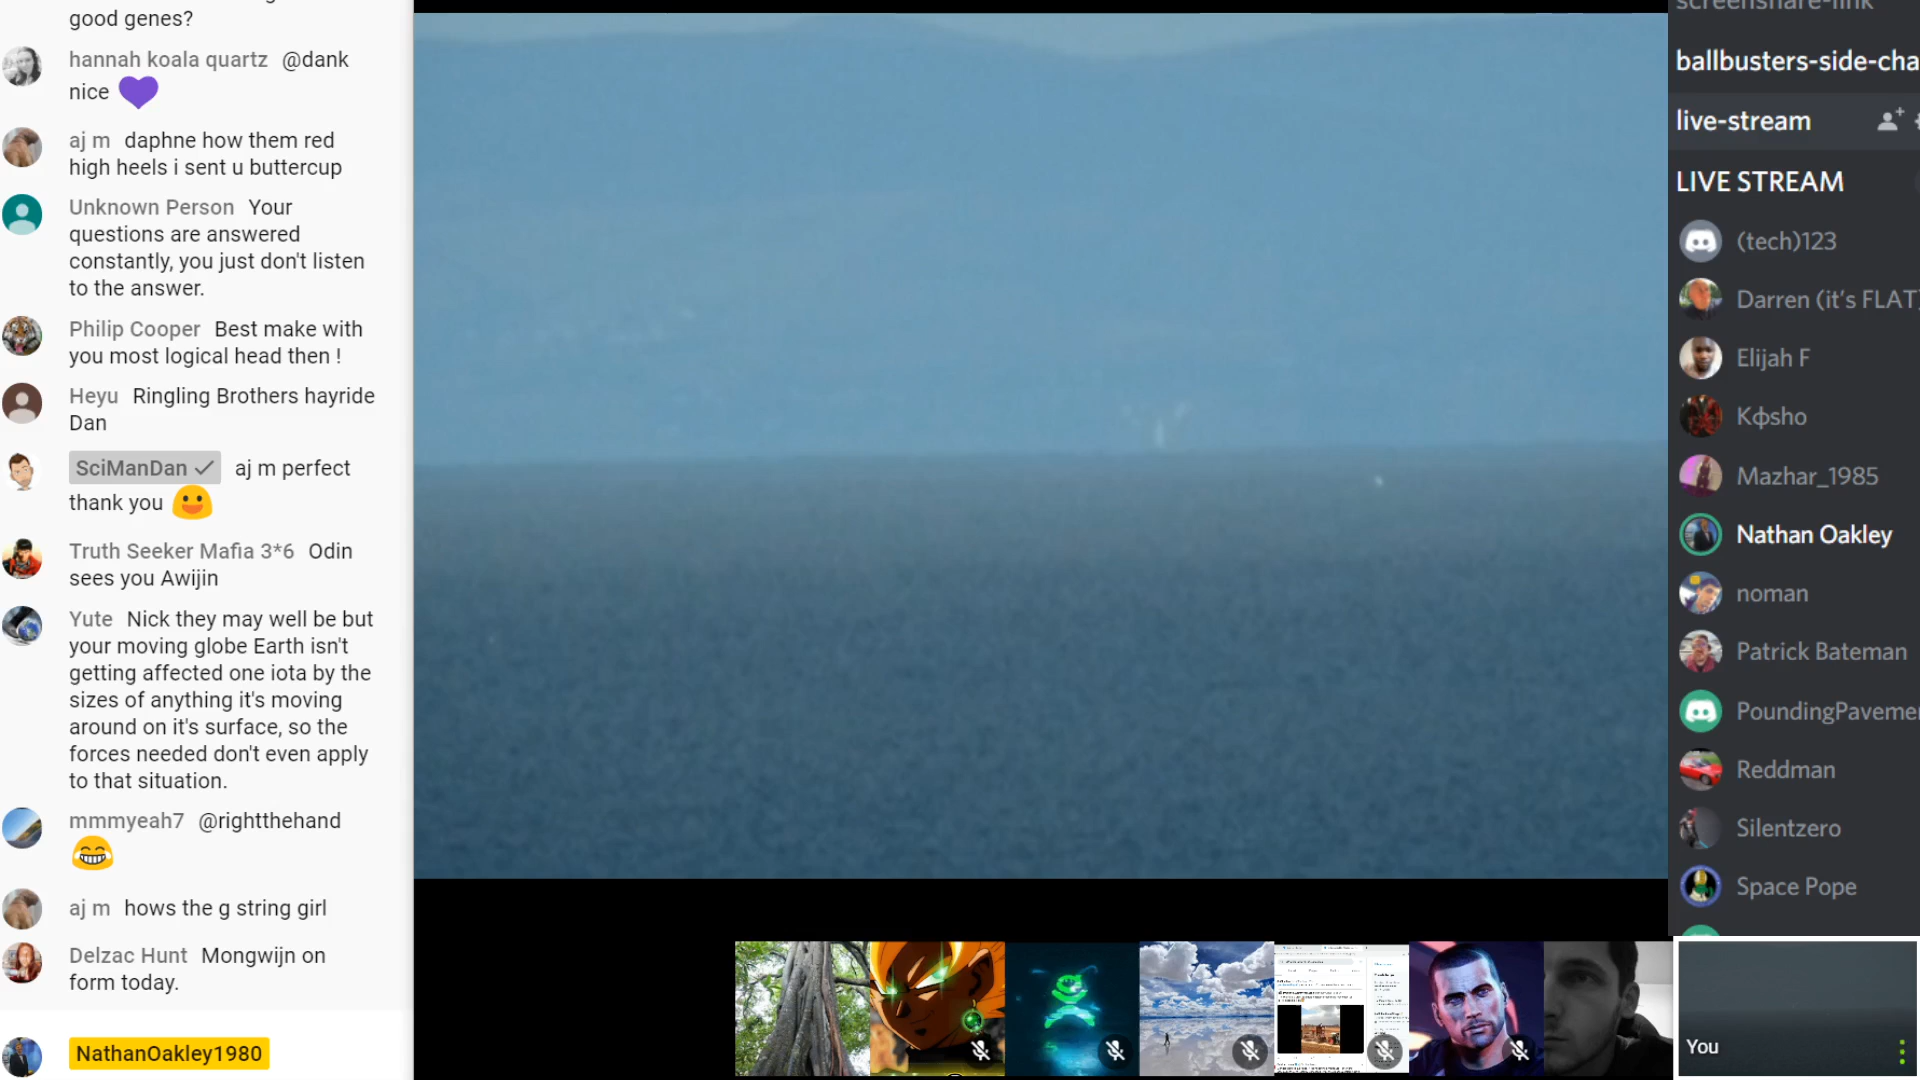 good genes?
hannah koala quartz @dank
nice
aj m daphne how them red
high heels i sent u buttercup
Unknown Person Your
questions are answered
constantly, you just don't listen
to the answer.
Philip Cooper Best make with
you most logical head then !
Heyu Ringling Brothers hayride
Dan
SciManDan aj m perfect
thank you
Truth Seeker Mafia 3*6 Odin
sees you Awijin
Yute Nick they may well be but
your moving globe Earth isn't
getting affected one iota by the
sizes of anything it's moving
around on it's surface, so the
forces needed don't even apply
to that situation.
mmmyeah7 @rightthehand
aj m hows the g string girl
Delzac Hunt Mongwijn on
form today.
NathanOakley1980
screenshare-link
ballbusters-side-cha
live-stream
LIVE STREAM
(tech)123
Darren (it's FLAT)
Elijah F
Kфsho
Mazhar_1985
Nathan Oakley
noman
Patrick Bateman
PoundingPavemen
Reddman
Silentzero
Space Pope
You